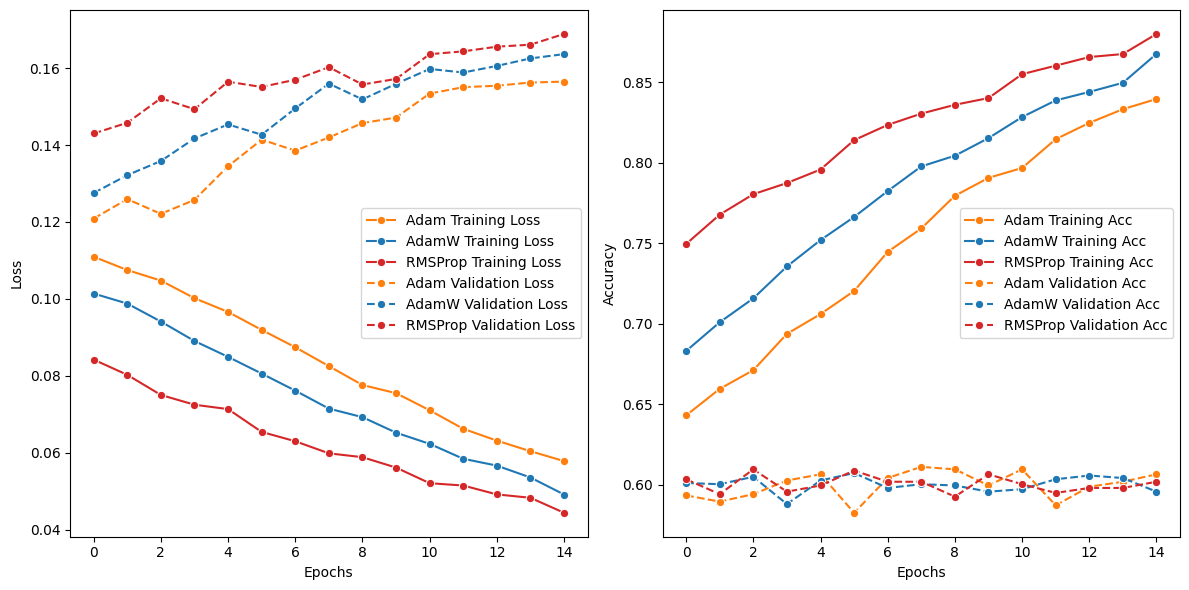 Loss
0.16
0.14
0.12
0.10
0.08
0.06
0.04
0 2 4 6 8 10 12 14
Epochs
Adam Training Loss
AdamW Training Loss
RMSProp Training Loss
Adam Validation Loss
AdamW Validation Loss
RMSProp Validation Loss
Accuracy
0.85
0.80
0.75
0.70
0.65
0.60
0 2 4 6 8 10 12 14
Epochs
Adam Training Acc
AdamW Training Acc
RMSProp Training Acc
Adam Validation Acc
AdamW Validation Acc
RMSProp Validation Acc